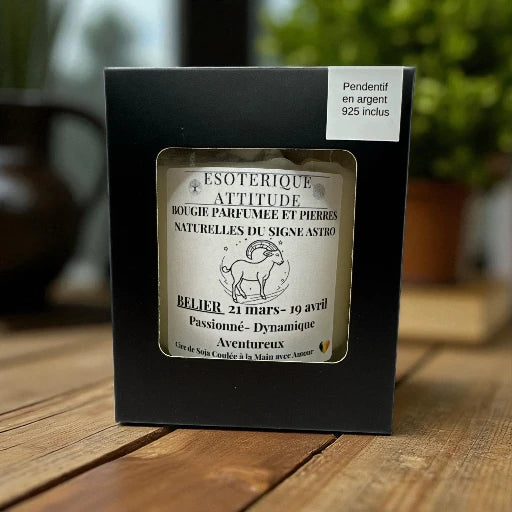 Pendentif
en argent
925 inclus
ESOTERIQUE
ATTITUDE
BOUGIE PARFUMEE ET PIERRES
NATURELLES DU SIGNE ASTRO
BELIER 21 mars- 19 avril
Passionné- Dynamique
Aventureux
Cire de Soja Coulée à la Main avec Amour